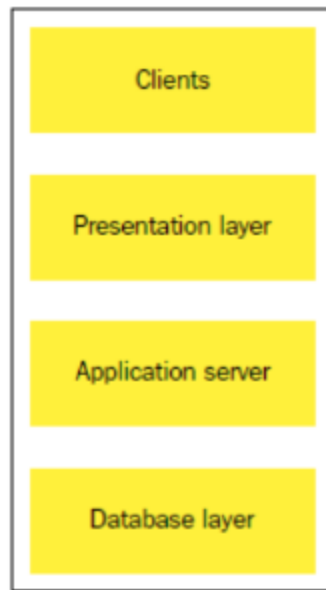 Clients
Presentation layer
Application server
Database layer